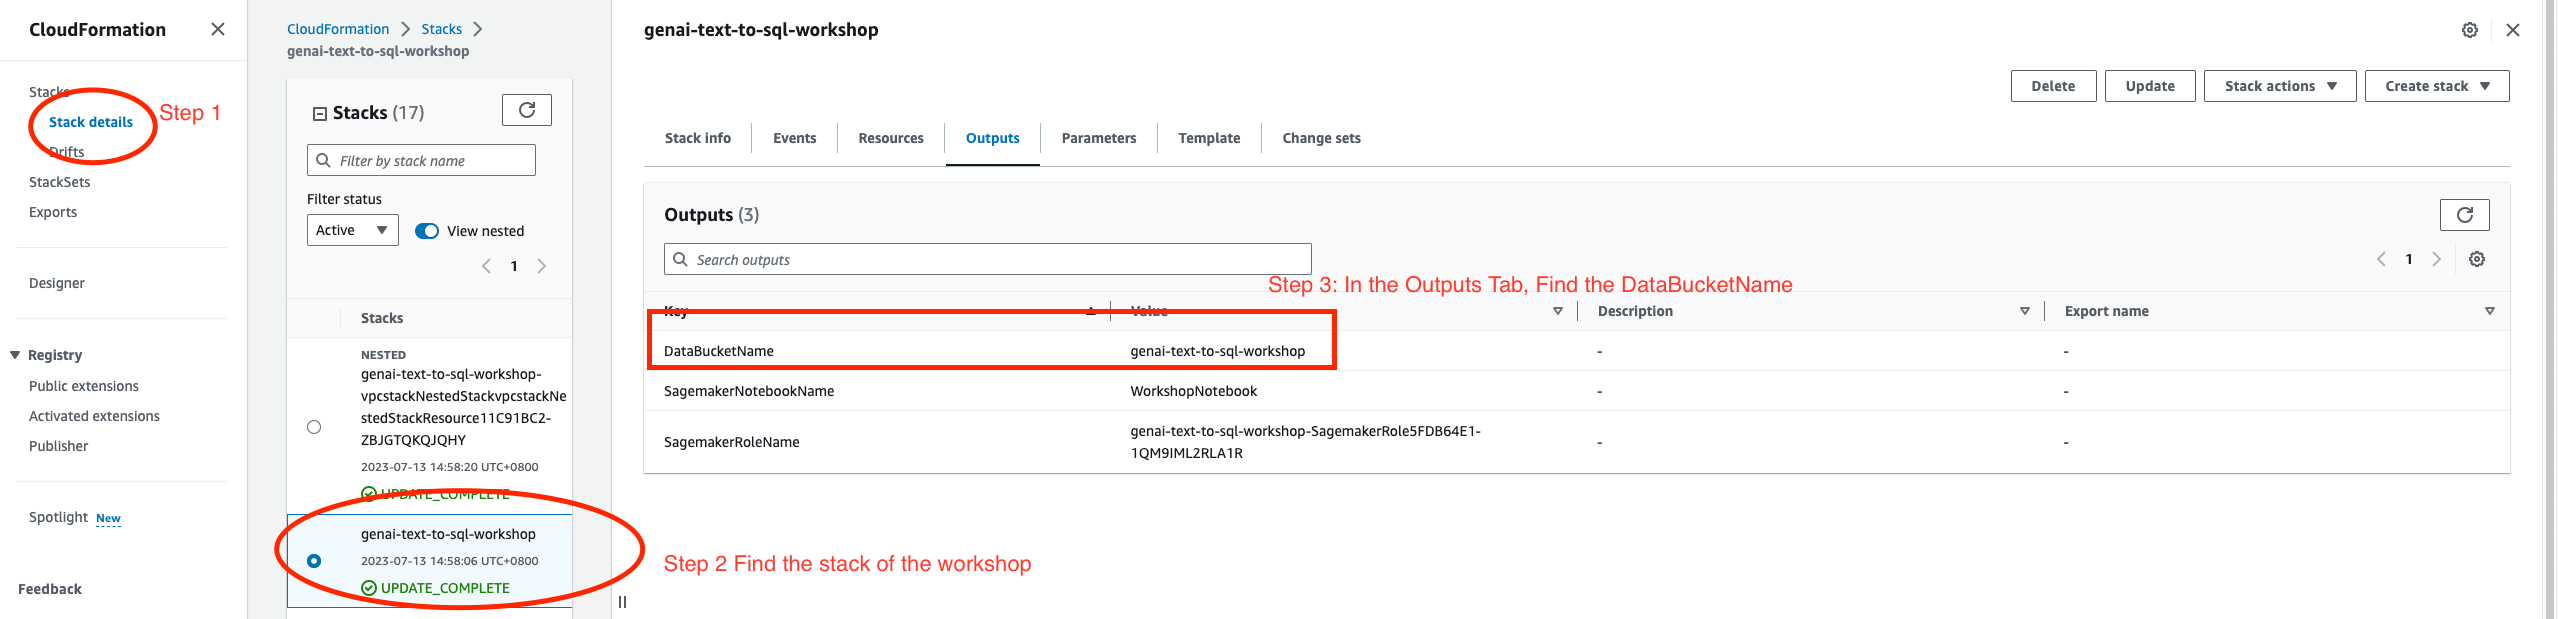 CloudFormation
Stacks
Stack details
Step 1
Drifts
StackSets
Exports
Designer
Registry
Public extensions
Activated extensions
Publisher
Spotlight New
Feedback
CloudFormation > Stacks >
genai-text-to-sql-workshop
Stacks (17)
Filter by stack name
Filter status
Active
View nested
1
Stacks
NESTED
genai-text-to-sql-workshop-
vpcstackNestedStackvpcstackNe
stedStackResource11C91BC2-
ZBJGTQKQJQHY
2023-07-13 14:58:20 UTC+0800
UPDATE_COMPLETE
genai-text-to-sql-workshop
2023-07-13 14:58:06 UTC+0800
UPDATE_COMPLETE
Step 2 Find the stack of the workshop
genai-text-to-sql-workshop
Delete Update Stack actions Create stack
Stack info Events Resources Outputs Parameters Template Change sets
Outputs (3)
Search outputs
1
Step 3: In the Outputs Tab, Find the DataBucketName
Key Value Description Export name
DataBucketName genai-text-to-sql-workshop - -
SagemakerNotebookName WorkshopNotebook - -
SagemakerRoleName genai-text-to-sql-workshop-SagemakerRole5FDB64E1- - -
1QM9IML2RLA1R